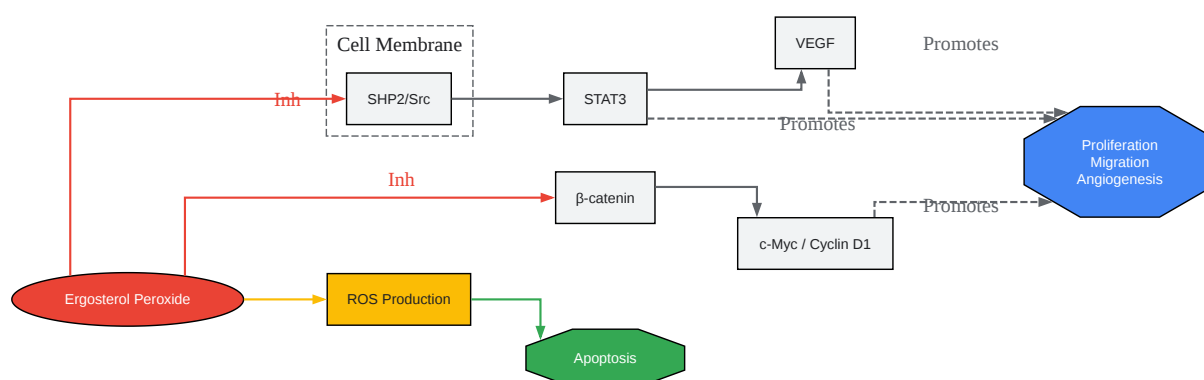 Cell Membrane
VEGF
Promotes
Inh
SHP2/Src
STAT3
Promotes
Proliferation
Migration
Angiogenesis
Inh
β-catenin
Promotes
c-Myc / Cyclin D1
Ergosterol Peroxide
ROS Production
Apoptosis